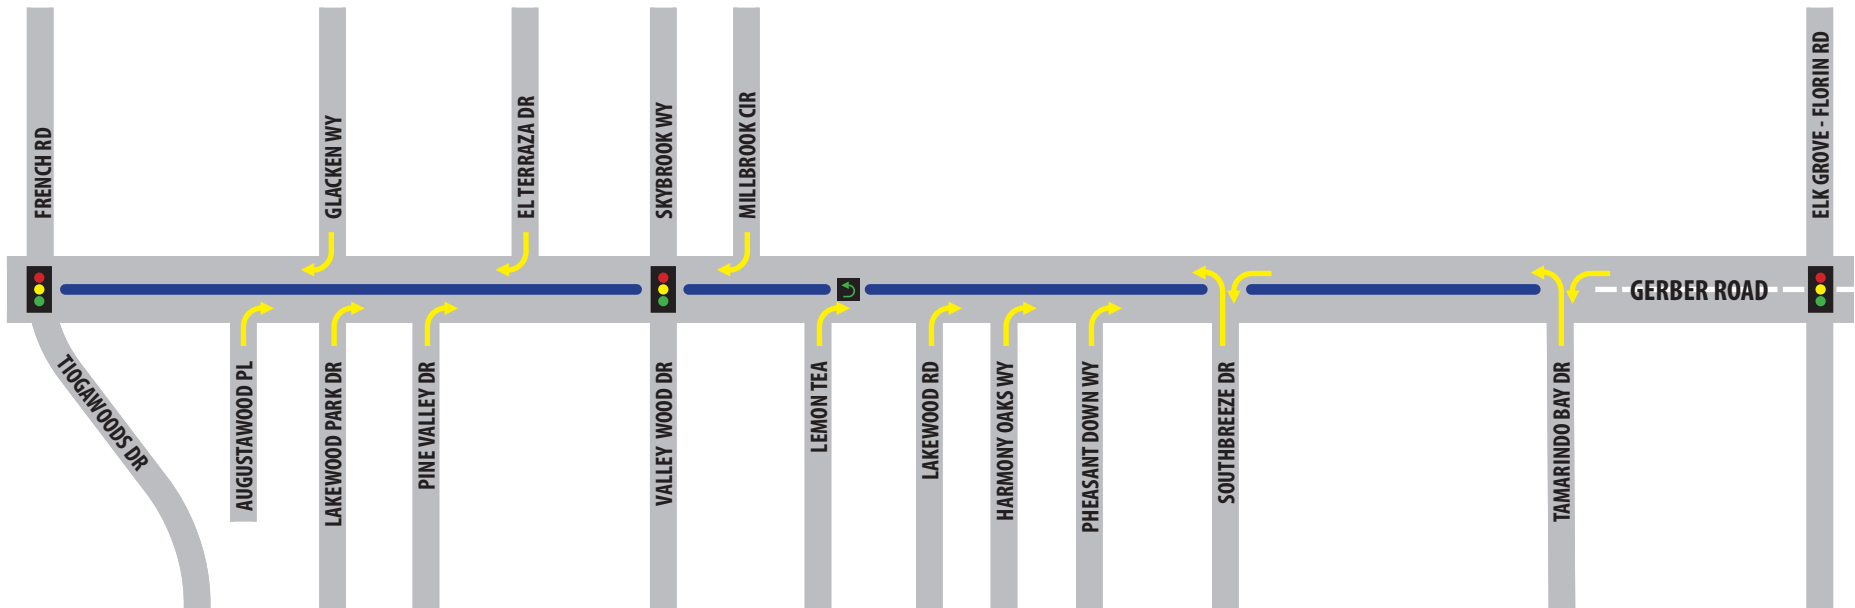 FRENCH RD
GLACKEN WY
EL TERRAZA DR
SKYBROOK WY
MILLBROOK CIR
ELK GROVE - FLORIN RD
GERBER ROAD
TIOGAWOODS DR
AUGUSTAWOOD PL
LAKEWOOD PARK DR
PINE VALLEY DR
VALLEY WOOD DR
LEMON TEA
LAKEWOOD RD
HARMONY OAKS WY
PHEASANT DOWN WY
SOUTHBREEZE DR
TAMARINDO BAY DR